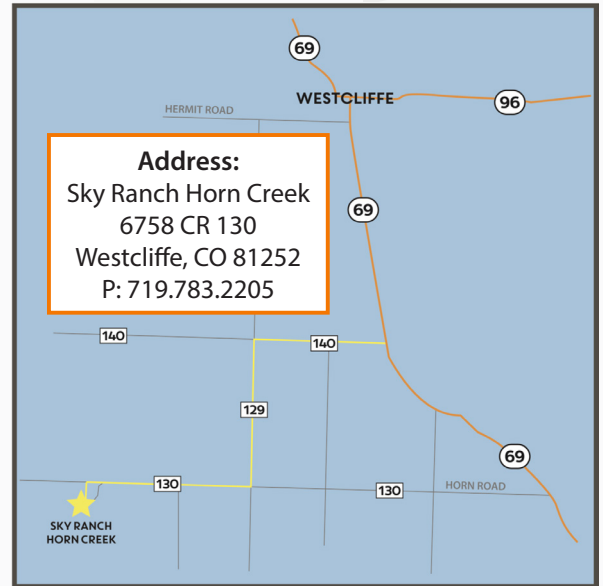 69
WESTCLIFFE
96
HERMIT ROAD
Address:
Sky Ranch Horn Creek
6758 CR 130
Westcliffe, CO 81252
P: 719.783.2205
69
140
140
129
69
130
130
HORN ROAD
SKY RANCH
HORN CREEK